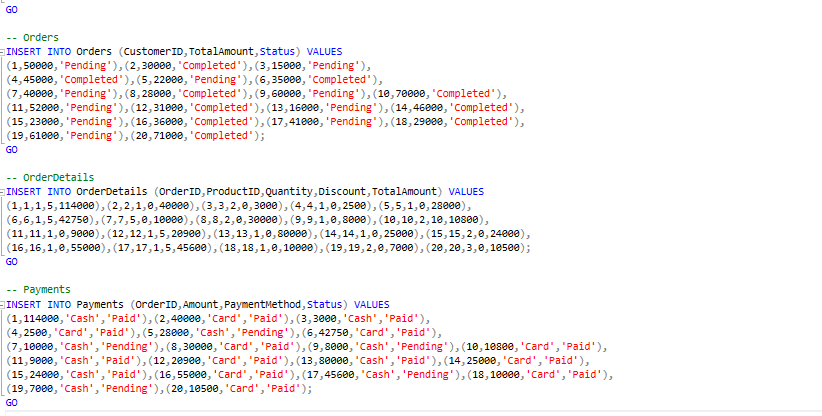 GO
-- Orders
INSERT INTO Orders (CustomerID,TotalAmount,Status) VALUES
(1,50000,'Pending'),(2,30000,'Completed'),(3,15000,'Pending'),
(4,45000,'Completed'),(5,22000,'Pending'),(6,35000,'Completed'),
(7,40000,'Pending'),(8,28000,'Completed'),(9,60000,'Pending'),(10,70000,'Completed'),
(11,52000,'Pending'),(12,31000,'Completed'),(13,16000,'Pending'),(14,46000,'Completed'),
(15,23000,'Pending'),(16,36000,'Completed'),(17,41000,'Pending'),(18,29000,'Completed'),
(19,61000,'Pending'),(20,71000,'Completed');
GO
-- OrderDetails
INSERT INTO OrderDetails (OrderID,ProductID,Quantity,Discount,TotalAmount) VALUES
(1,1,1,5,114000),(2,2,1,0,40000),(3,3,2,0,3000),(4,4,1,0,2500),(5,5,1,0,28000),
(6,6,1,5,42750),(7,7,5,0,10000),(8,8,2,0,30000),(9,9,1,0,8000),(10,10,2,10,10800),
(11,11,1,0,9000),(12,12,1,5,20900),(13,13,1,0,80000),(14,14,1,0,25000),(15,15,2,0,24000),
(16,16,1,0,55000),(17,17,1,5,45600),(18,18,1,0,10000),(19,19,2,0,7000),(20,20,3,0,10500);
GO
-- Payments
INSERT INTO Payments (OrderID,Amount,PaymentMethod,Status) VALUES
(1,114000,'Cash','Paid'),(2,40000,'Card','Paid'),(3,3000,'Cash','Paid'),
(4,2500,'Card','Paid'),(5,28000,'Cash','Pending'),(6,42750,'Card','Paid'),
(7,10000,'Cash','Pending'),(8,30000,'Card','Paid'),(9,8000,'Cash','Pending'),(10,10800,'Card','Paid'),
(11,9000,'Cash','Paid'),(12,20900,'Card','Paid'),(13,80000,'Cash','Paid'),(14,25000,'Card','Paid'),
(15,24000,'Cash','Paid'),(16,55000,'Card','Paid'),(17,45600,'Cash','Pending'),(18,10000,'Card','Paid'),
(19,7000,'Cash','Pending'),(20,10500,'Card','Paid');
GO